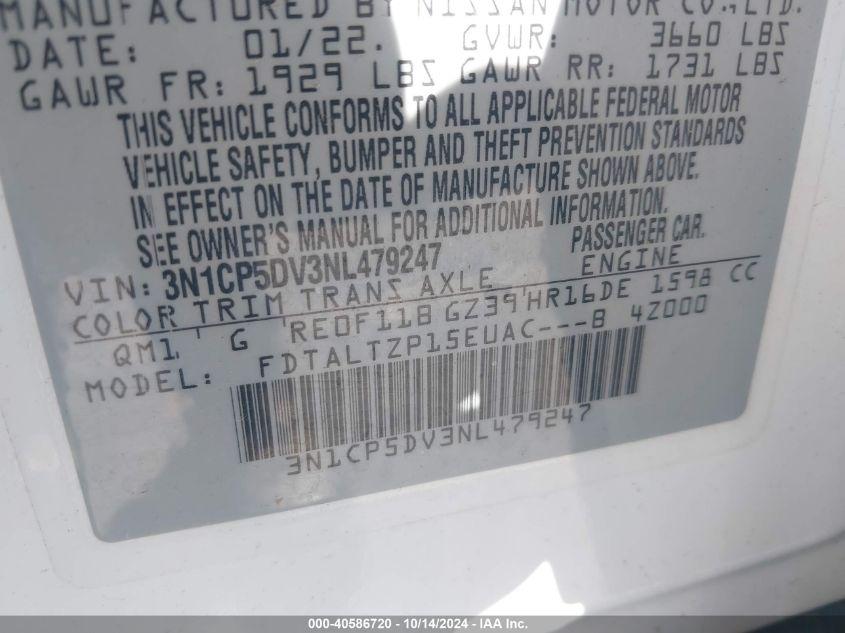 MANUFACTURED BY NISSAN MOTOR CO.,LTD.
DATE: 01/22. GVWR: 3660 LBS
GAWR FR: 1929 LBS GAWR RR: 1731 LBS
THIS VEHICLE CONFORMS TO ALL APPLICABLE FEDERAL MOTOR
VEHICLE SAFETY, BUMPER AND THEFT PREVENTION STANDARDS
IN EFFECT ON THE DATE OF MANUFACTURE SHOWN ABOVE.
SEE OWNER'S MANUAL FOR ADDITIONAL INFORMATION.
VIN: 3N1CP5DV3NL479247 PASSENGER CAR.
COLOR TRIM TRANS AXLE ENGINE
QM1 G RE0F11B GZ39 HR16DE 1598 CC
MODEL: FDTALTZP15EUAC---B 4Z000
3N1CP5DV3NL479247
000-40586720 - 10/14/2024 - IAAI.com